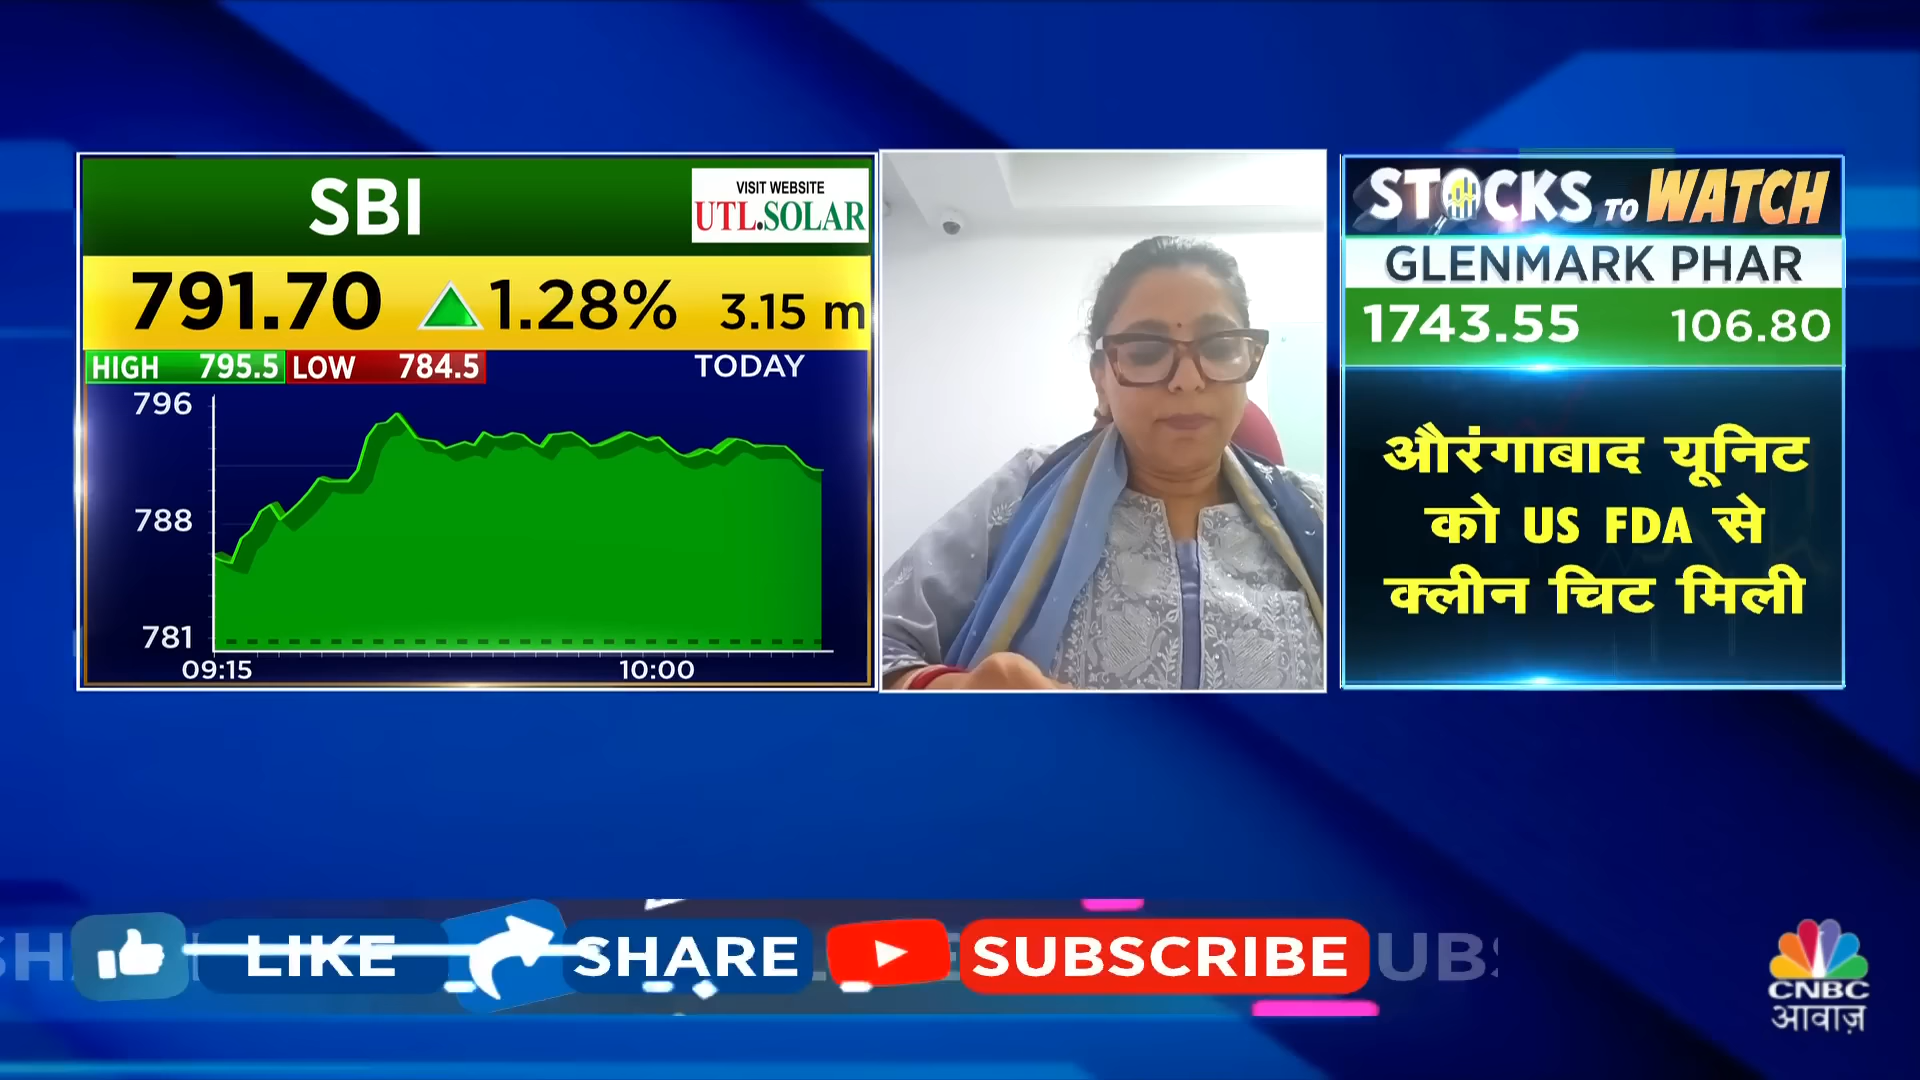 SBI
VISIT WEBSITE
UTL.SOLAR
791.70 1.28% 3.15 m
HIGH 795.5 LOW 784.5 TODAY
796
788
781
09:15 10:00
STOCKS TO WATCH
GLENMARK PHAR
1743.55 106.80
औरंगाबाद यूनिट
को US FDA से
क्लीन चिट मिली
LIKE SHARE SUBSCRIBE
CNBC
आवाज़